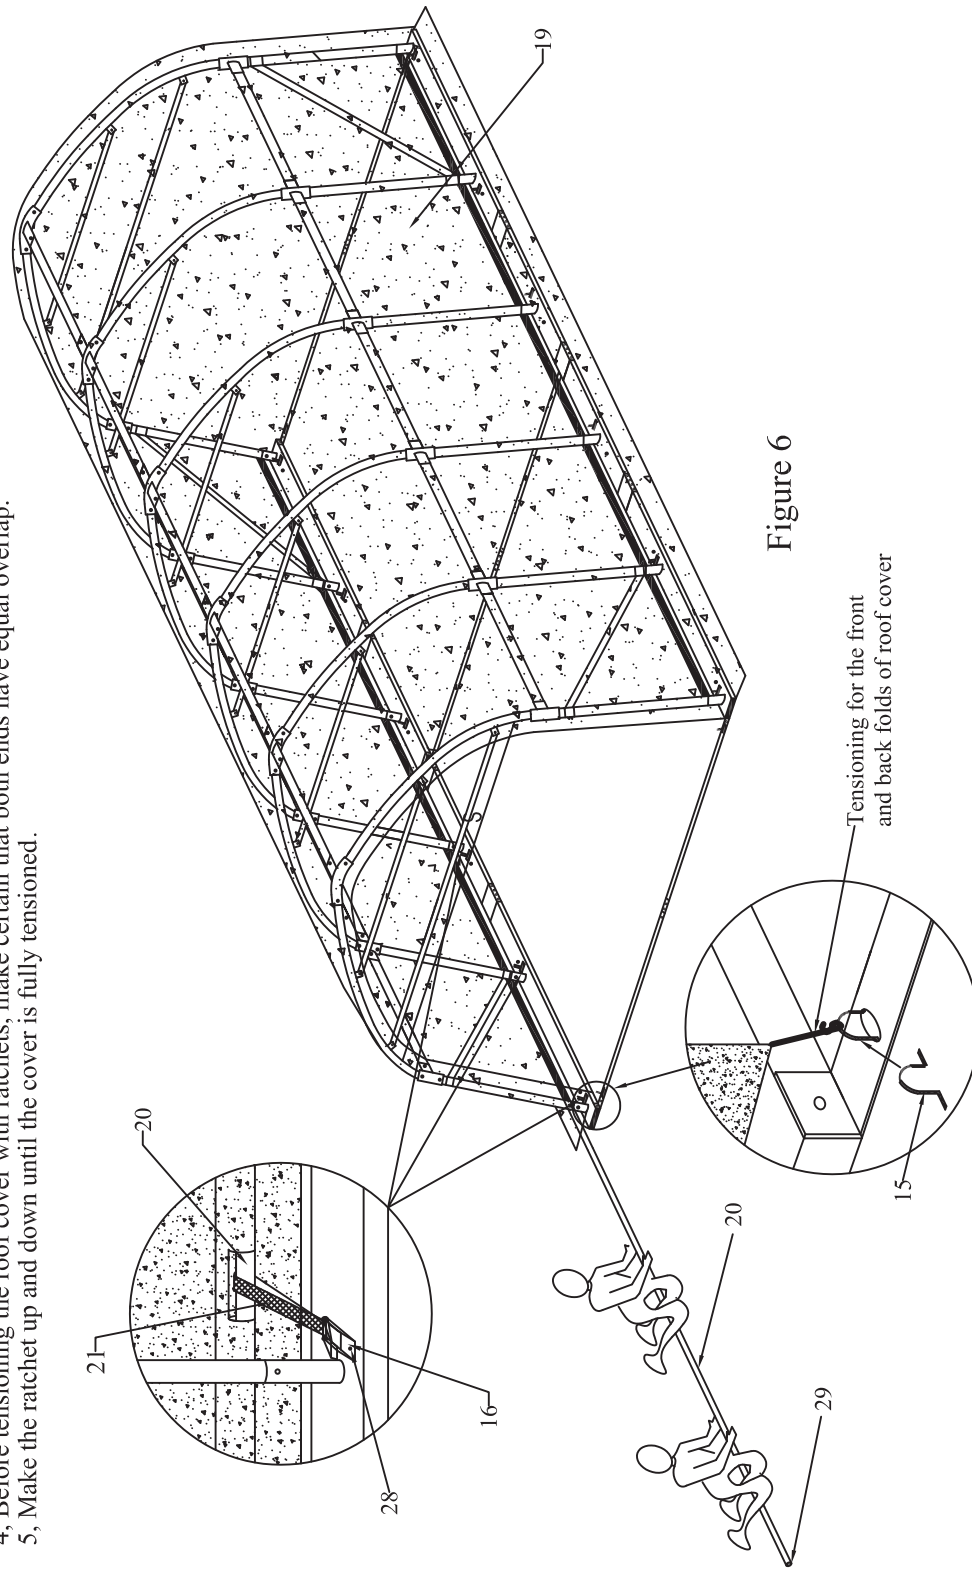 4, Before tensioning the roof cover with ratchets, make certain that both ends have equal overlap.
5, Make the ratchet up and down until the cover is fully tensioned.
21
20
28
16
19
20
29
15
Tensioning for the front
and back folds of roof cover
Figure 6